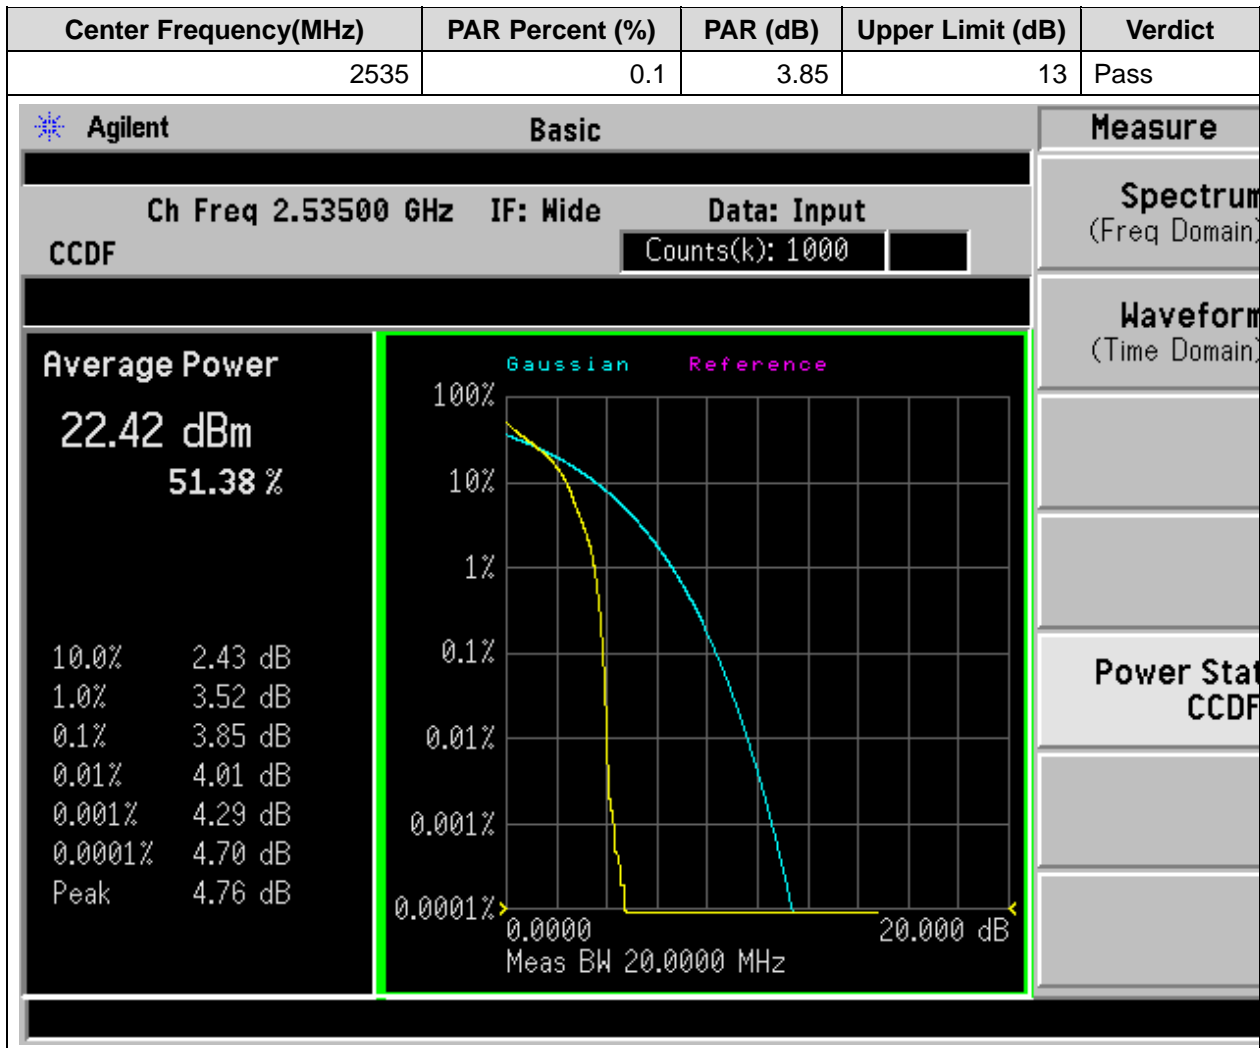 Center Frequency(MHz) PAR Percent (%) PAR (dB) Upper Limit (dB) Verdict
2535 0.1 3.85 13 Pass
Agilent Basic Measure
Ch Freq 2.53500 GHz IF: Wide Data: Input
CCDF Counts(k): 1000
Spectrum
(Freq Domain)
Waveform
(Time Domain)
Power Stat
CCDF
Average Power
22.42 dBm
51.38 %
10.0% 2.43 dB
1.0% 3.52 dB
0.1% 3.85 dB
0.01% 4.01 dB
0.001% 4.29 dB
0.0001% 4.70 dB
Peak 4.76 dB
Gaussian Reference
100%
10%
1%
0.1%
0.01%
0.001%
0.0001%
0.0000 20.000 dB
Meas BW 20.0000 MHz